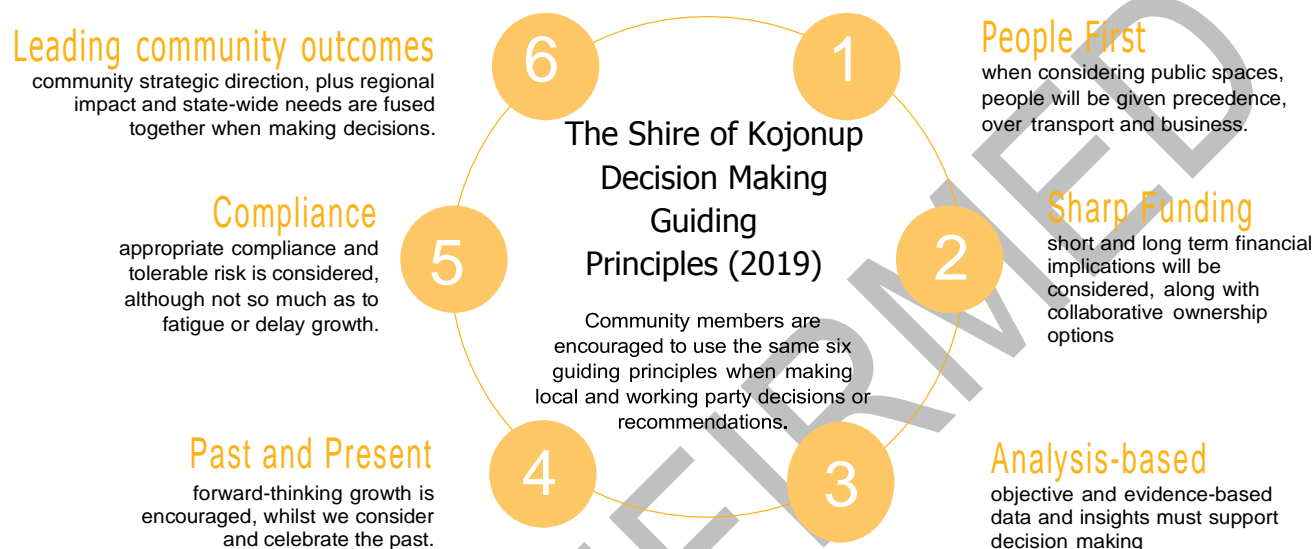 The Shire of Kojonup
Decision Making
Guiding
Principles (2019)
Community members are
encouraged to use the same six
guiding principles when making
local and working party decisions or
recommendations.
1
People First
when considering public spaces,
people will be given precedence,
over transport and business.
2
Sharp Funding
short and long term financial
implications will be
considered, along with
collaborative ownership
options
3
Analysis-based
objective and evidence-based
data and insights must support
decision making
4
Past and Present
forward-thinking growth is
encouraged, whilst we consider
and celebrate the past.
5
Compliance
appropriate compliance and
tolerable risk is considered,
although not so much as to
fatigue or delay growth.
6
Leading community outcomes
community strategic direction, plus regional
impact and state-wide needs are fused
together when making decisions.